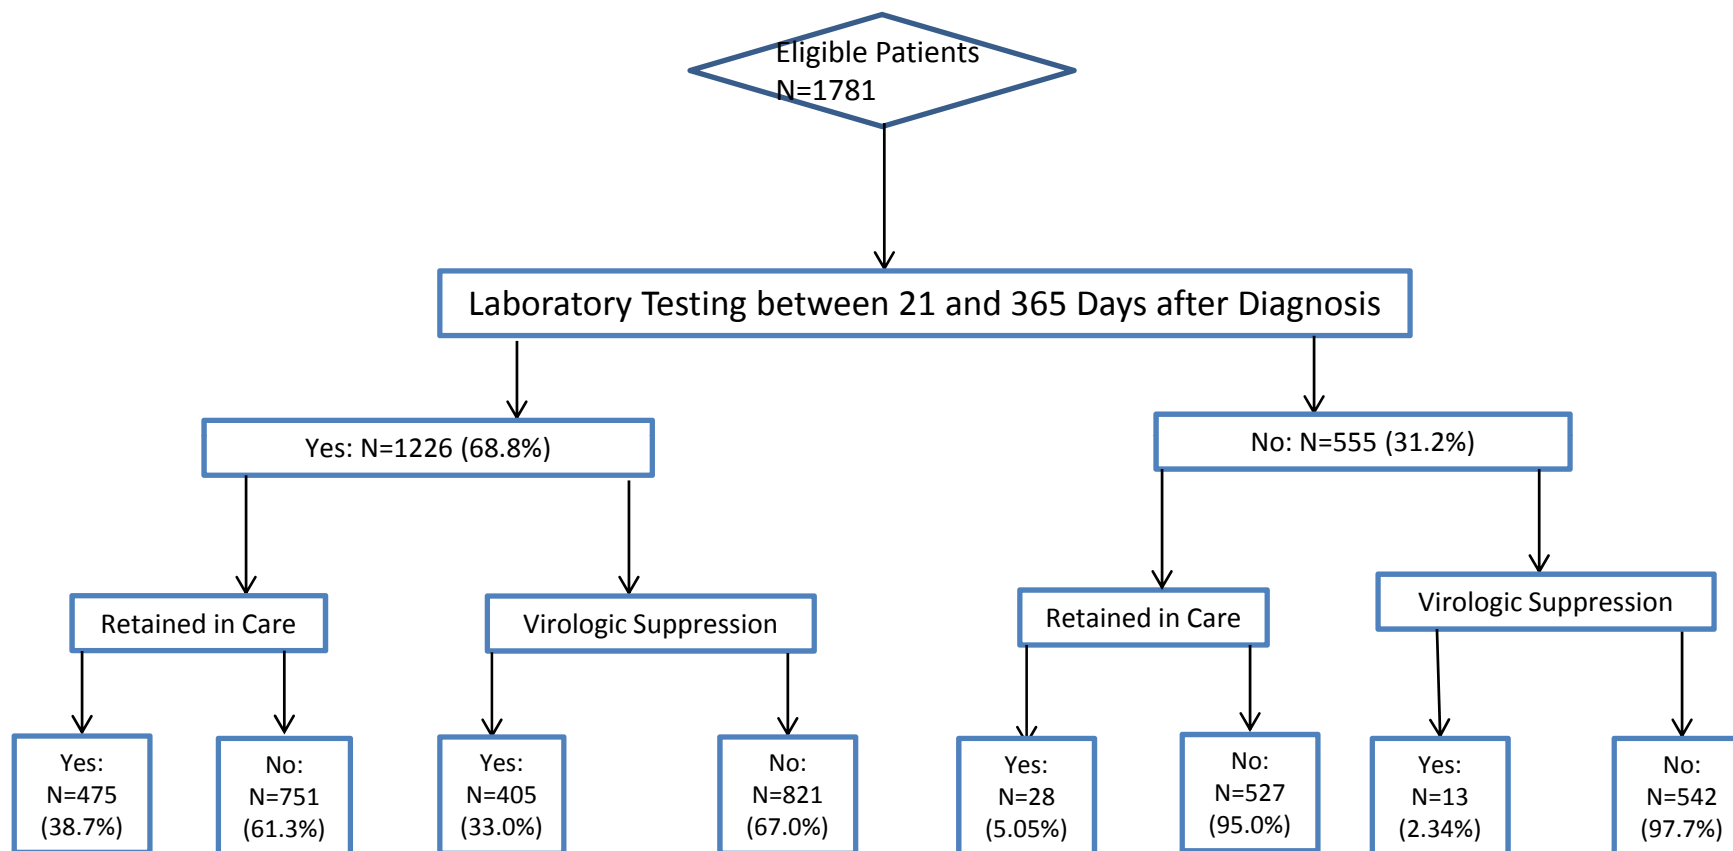 Eligible Patients
N=1781
Laboratory Testing between 21 and 365 Days after Diagnosis
Yes: N=1226 (68.8%)
No: N=555 (31.2%)
Retained in Care
Virologic Suppression
Retained in Care
Virologic Suppression
Yes:
N=475
(38.7%)
No:
N=751
(61.3%)
Yes:
N=405
(33.0%)
No:
N=821
(67.0%)
Yes:
N=28
(5.05%)
No:
N=527
(95.0%)
Yes:
N=13
(2.34%)
No:
N=542
(97.7%)